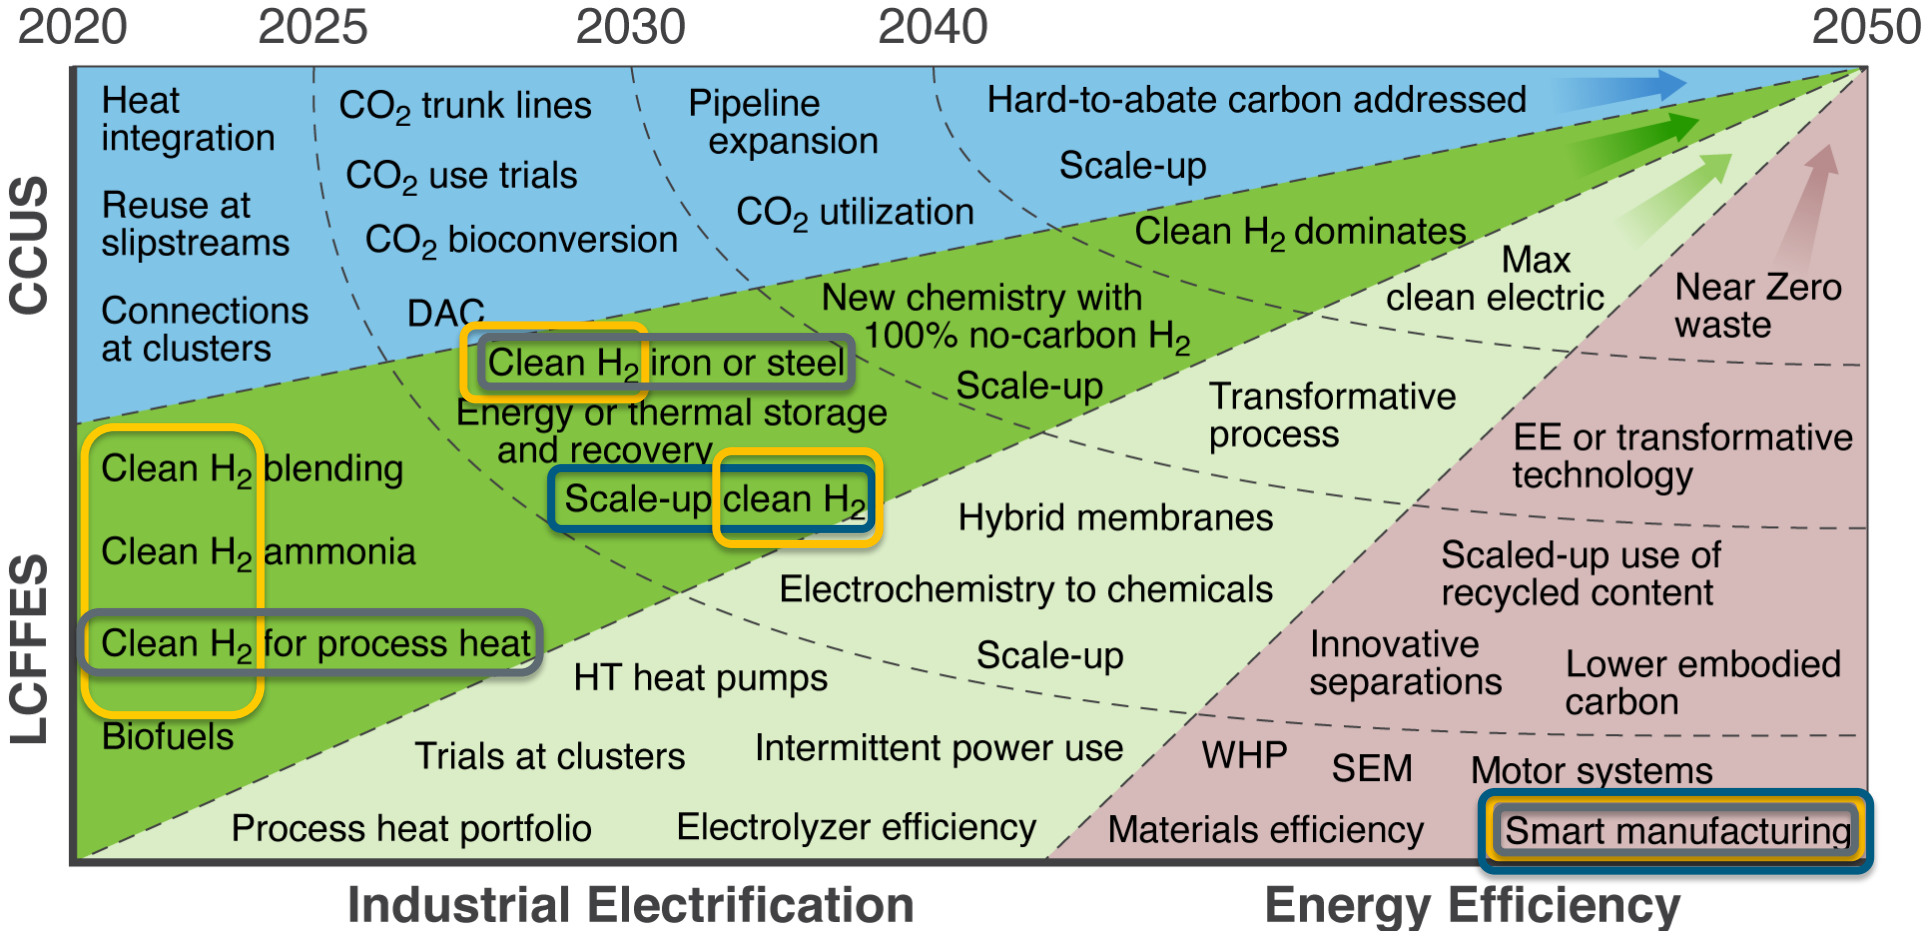 2020
2025
2030
2040
2050
CCUS
LCFFES
Heat
integration
Reuse at
slipstreams
Connections
at clusters
CO₂ trunk lines
CO₂ use trials
CO₂ bioconversion
DAC
Pipeline
expansion
CO₂ utilization
Hard-to-abate carbon addressed
Scale-up
Clean H₂ blending
Clean H₂ ammonia
Clean H₂ for process heat
Biofuels
Clean H₂ iron or steel
Energy or thermal storage
and recovery
Scale-up clean H₂
New chemistry with
100% no-carbon H₂
Scale-up
Clean H₂ dominates
Process heat portfolio
Trials at clusters
HT heat pumps
Intermittent power use
Electrolyzer efficiency
Hybrid membranes
Electrochemistry to chemicals
Scale-up
Transformative
process
Max
clean electric
Near Zero
waste
EE or transformative
technology
Scaled-up use of
recycled content
Innovative
separations
Lower embodied
carbon
WHP
SEM
Motor systems
Materials efficiency
Smart manufacturing
Industrial Electrification
Energy Efficiency